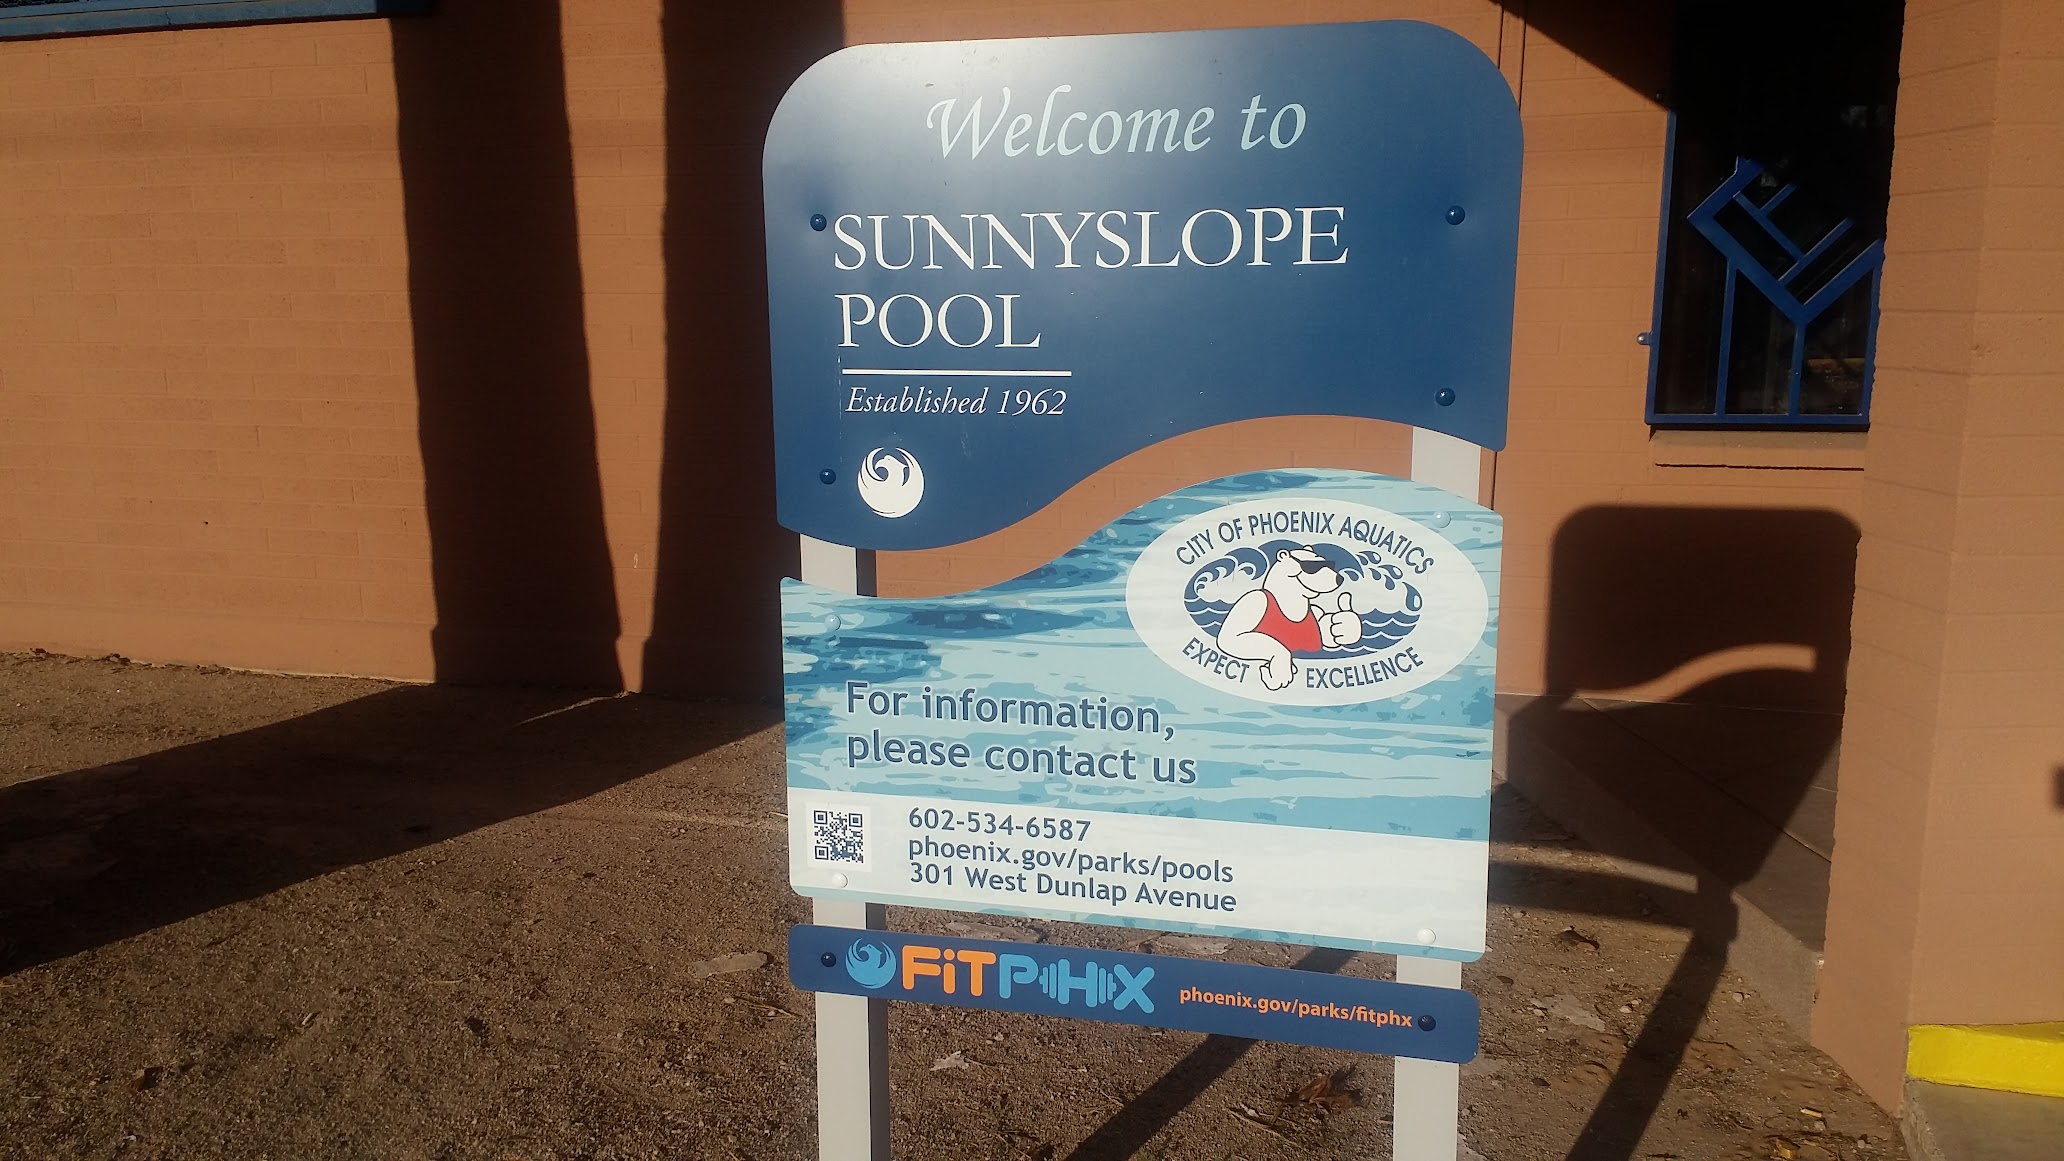 Welcome to
SUNNYSLOPE
POOL
Established 1962
CITY OF PHOENIX AQUATICS
EXPECT EXCELLENCE
For information,
please contact us
602-534-6587
phoenix.gov/parks/pools
301 West Dunlap Avenue
FiTPHX phoenix.gov/parks/fitphx